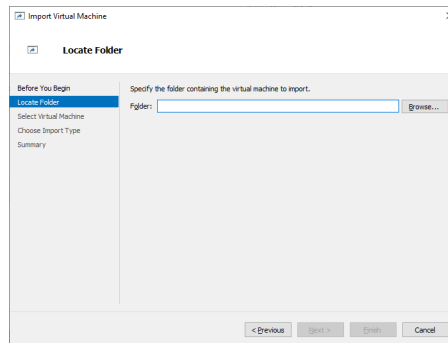 Import Virtual Machine
Locate Folder
Before You Begin
Locate Folder
Select Virtual Machine
Choose Import Type
Summary
Specify the folder containing the virtual machine to import.
Folder:
Browse...
< Previous
Next >
Finish
Cancel